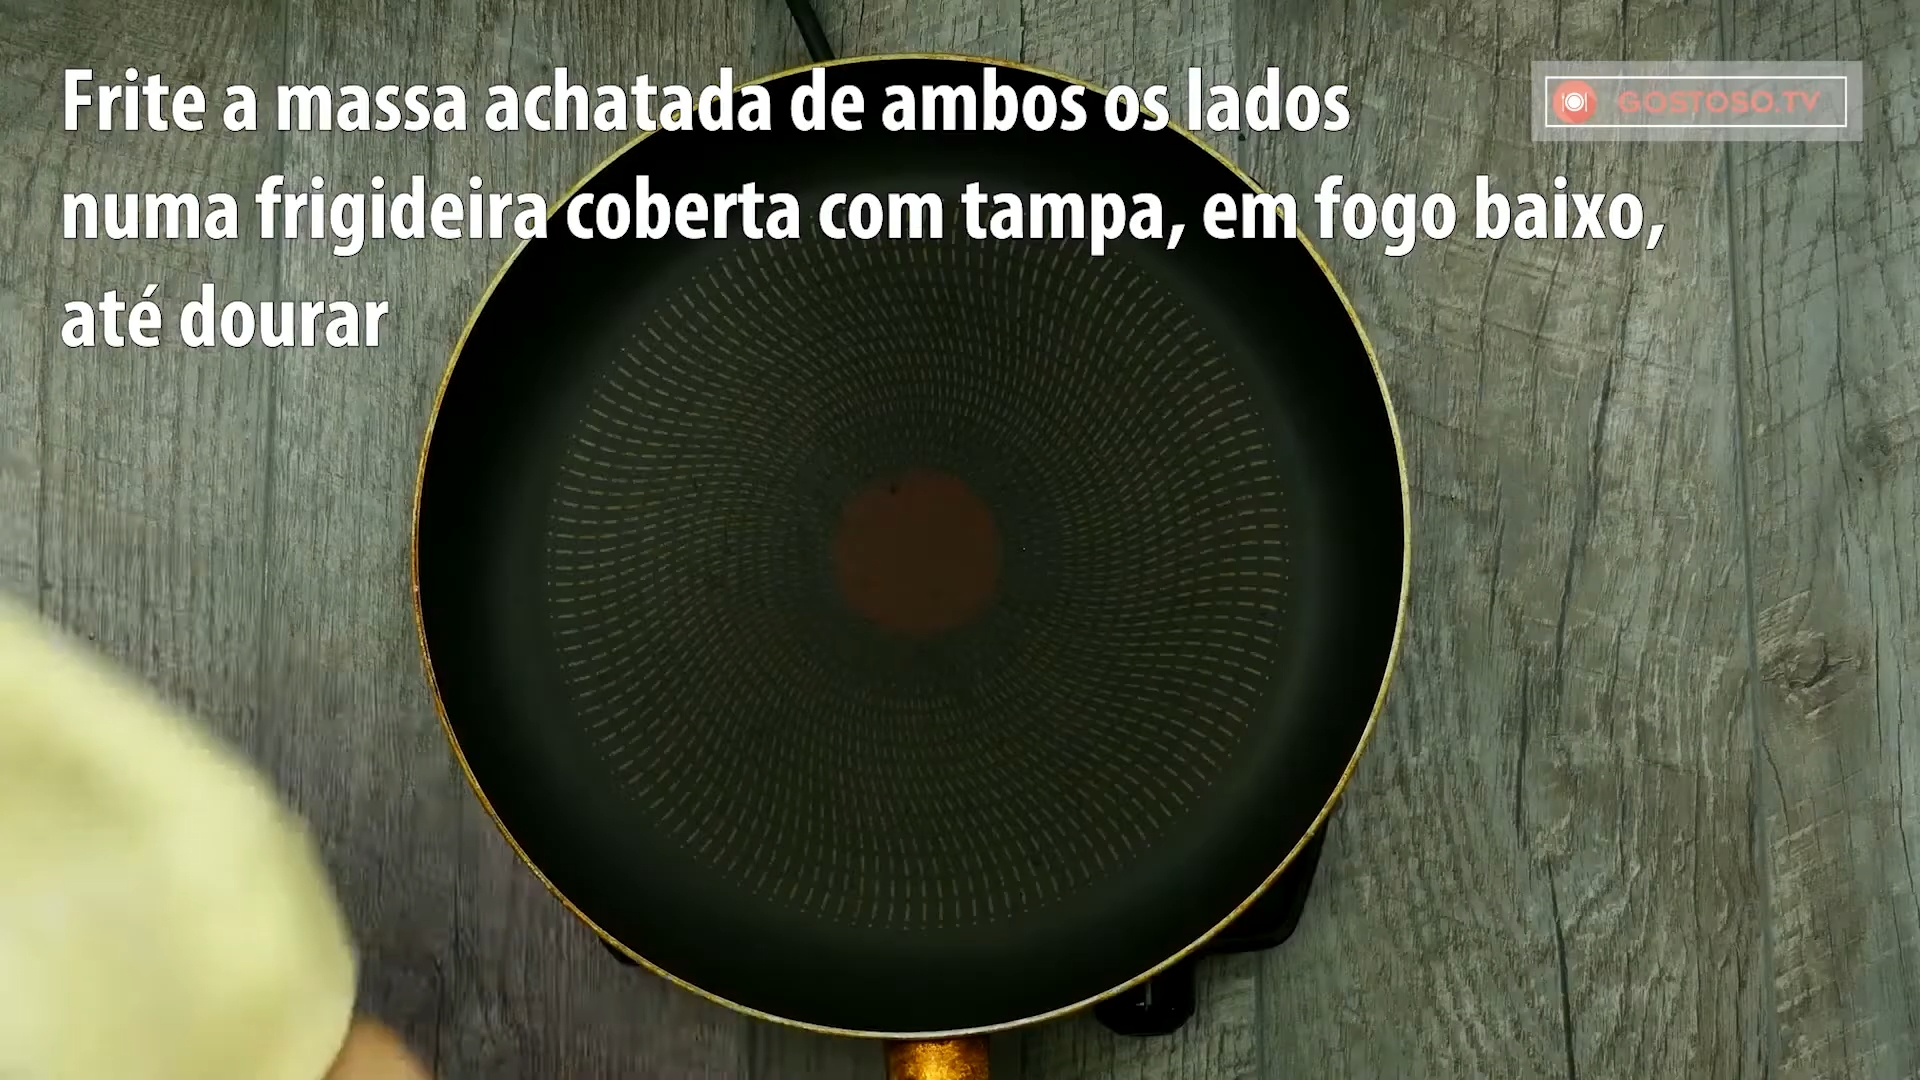 Frite a massa achatada de ambos os lados
numa frigideira coberta com tampa, em fogo baixo,
até dourar
GOSTOSO.TV